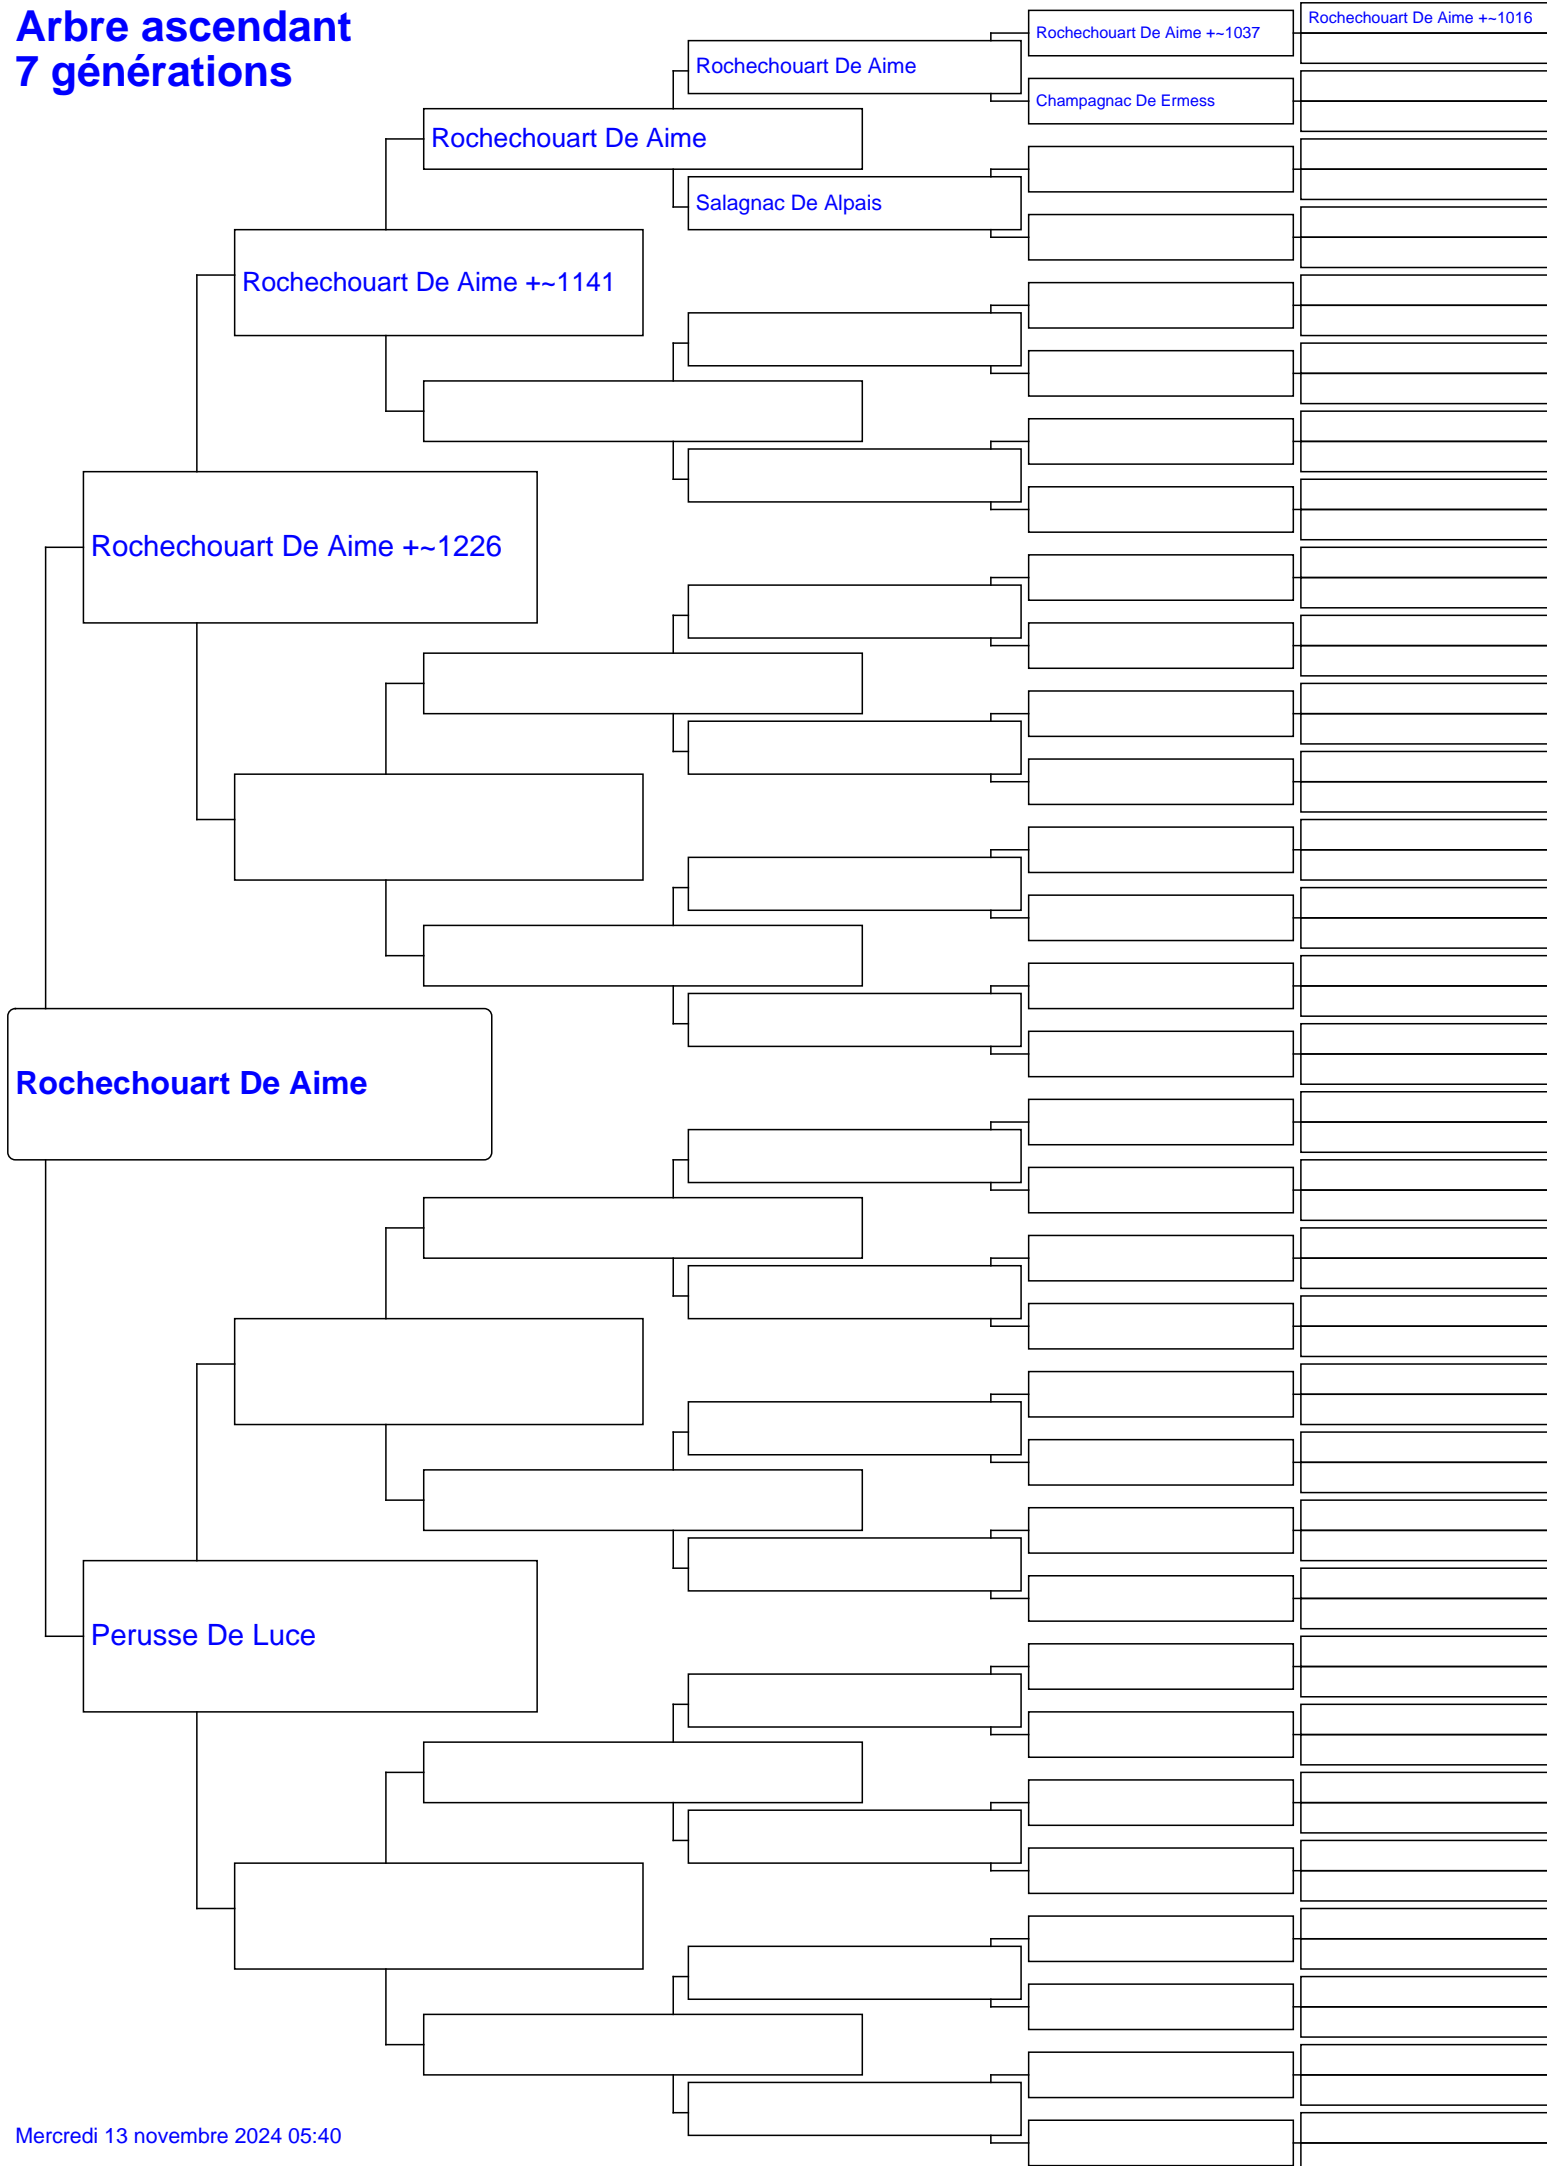 Arbre ascendant
7 générations
Rochechouart De Aime +~1016
Rochechouart De Aime +~1037
Rochechouart De Aime
Champagnac De Ermess
Rochechouart De Aime
Salagnac De Alpais
Rochechouart De Aime +~1141
Rochechouart De Aime +~1226
Rochechouart De Aime
Perusse De Luce
Mercredi 13 novembre 2024 05:40